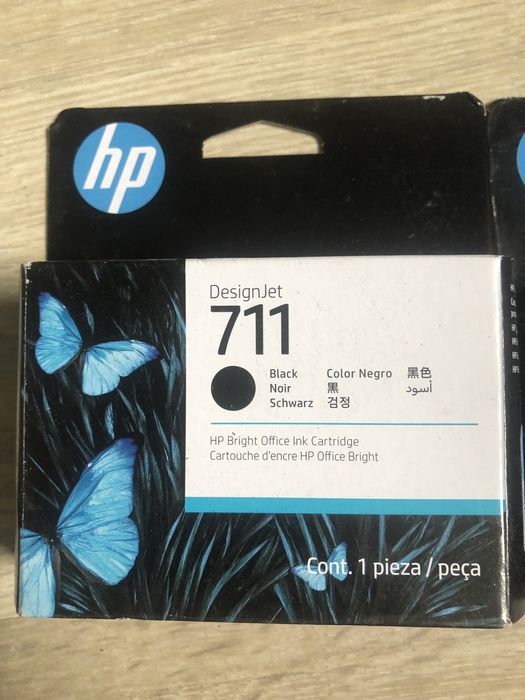 hp
DesignJet
711
Black Color Negro 黑色
Noir 黒 أسود
Schwarz 검정
HP Bright Office Ink Cartridge
Cartouche d'encre HP Office Bright
Cont. 1 pieza / peça